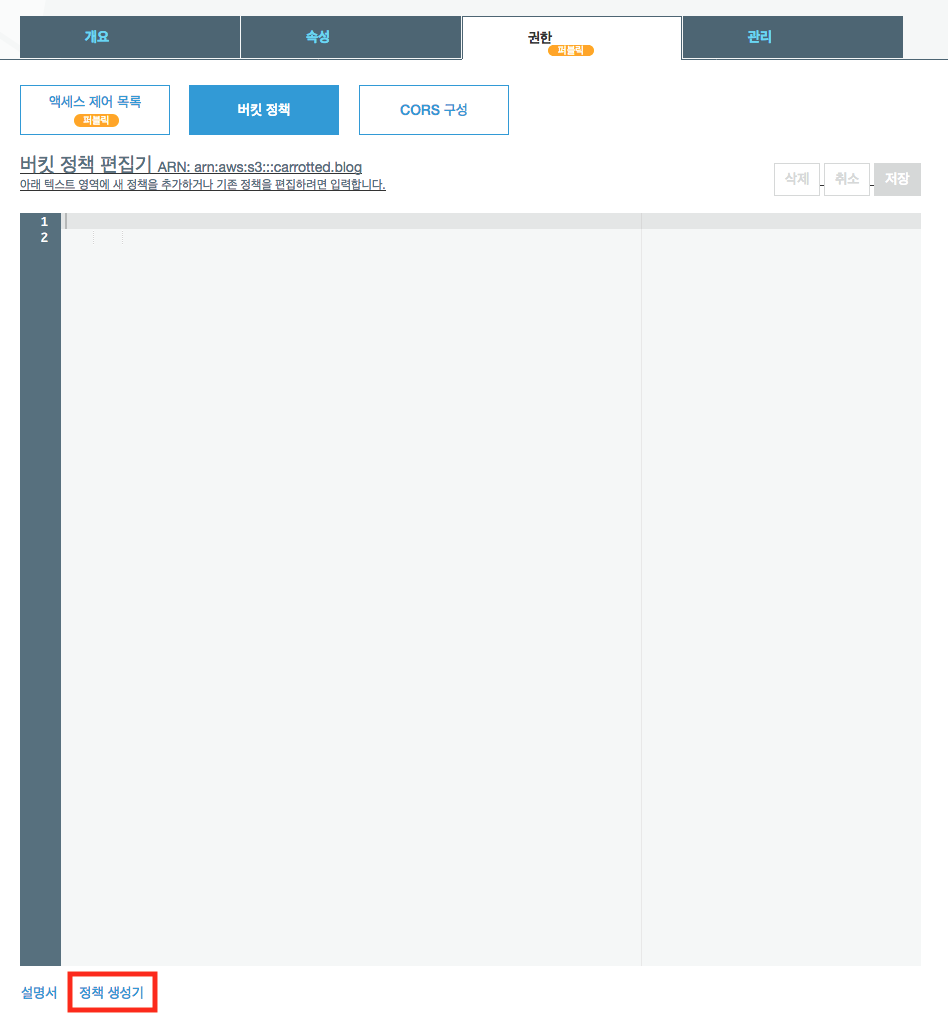 개요 속성 권한 관리
퍼블릭
액세스 제어 목록 버킷 정책 CORS 구성
퍼블릭
버킷 정책 편집기 ARN: arn:aws:s3:::carrotted.blog
아래 텍스트 영역에 새 정책을 추가하거나 기존 정책을 편집하려면 입력합니다.
삭제 취소 저장
1
2
설명서 정책 생성기